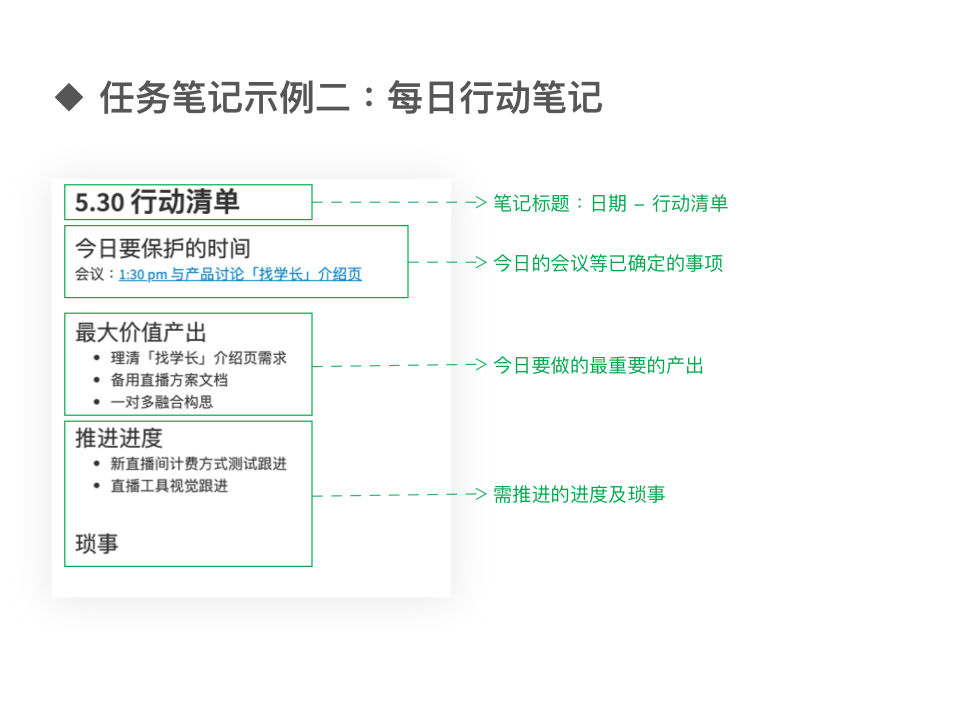 ◆ 任务笔记示例二：每日行动笔记
5.30 行动清单
笔记标题：日期 – 行动清单
今日要保护的时间
会议：1:30 pm 与产品讨论「找学长」介绍页
今日的会议等已确定的事项
最大价值产出
• 理清「找学长」介绍页需求
• 备用直播方案文档
• 一对多融合构思
今日要做的最重要的产出
推进进度
• 新直播间计费方式测试跟进
• 直播工具视觉跟进
琐事
需推进的进度及琐事